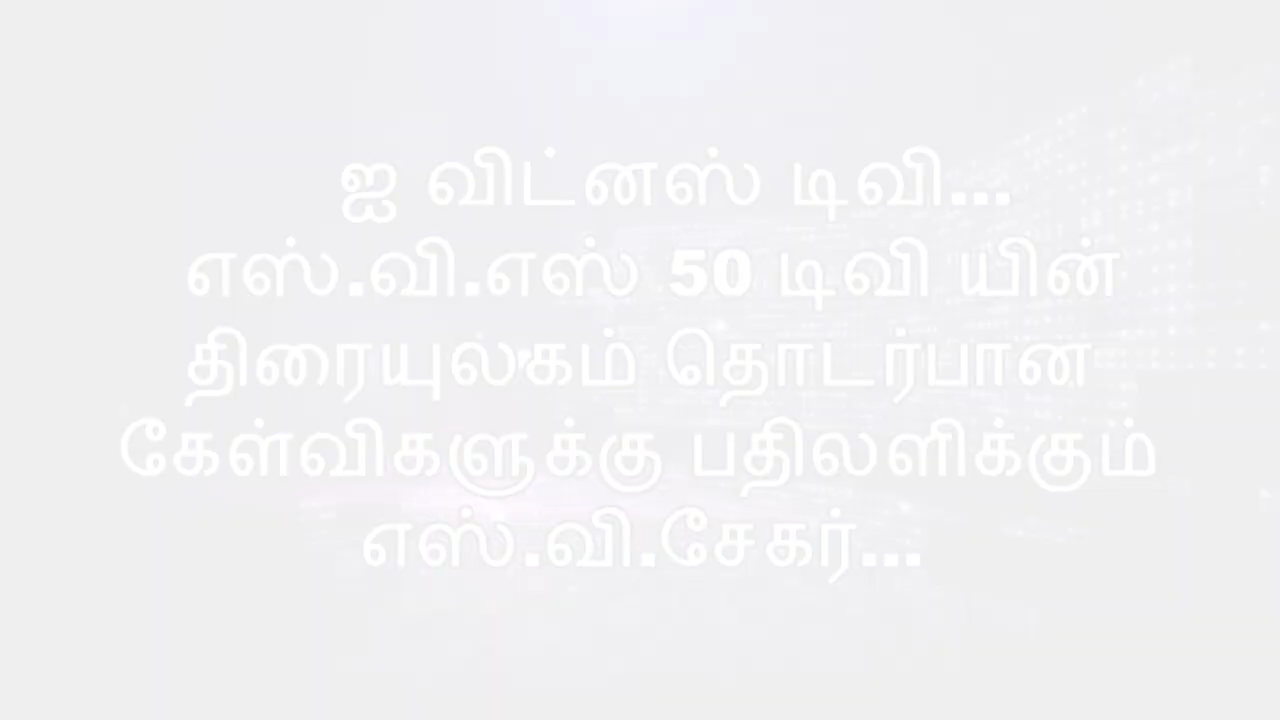 ஐ விட்னஸ் டிவி...
எஸ்.வி.எஸ் 50 டிவி யின்
திரையுலகம் தொடர்பான
கேள்விகளுக்கு பதிலளிக்கும்
எஸ்.வி.சேகர்...